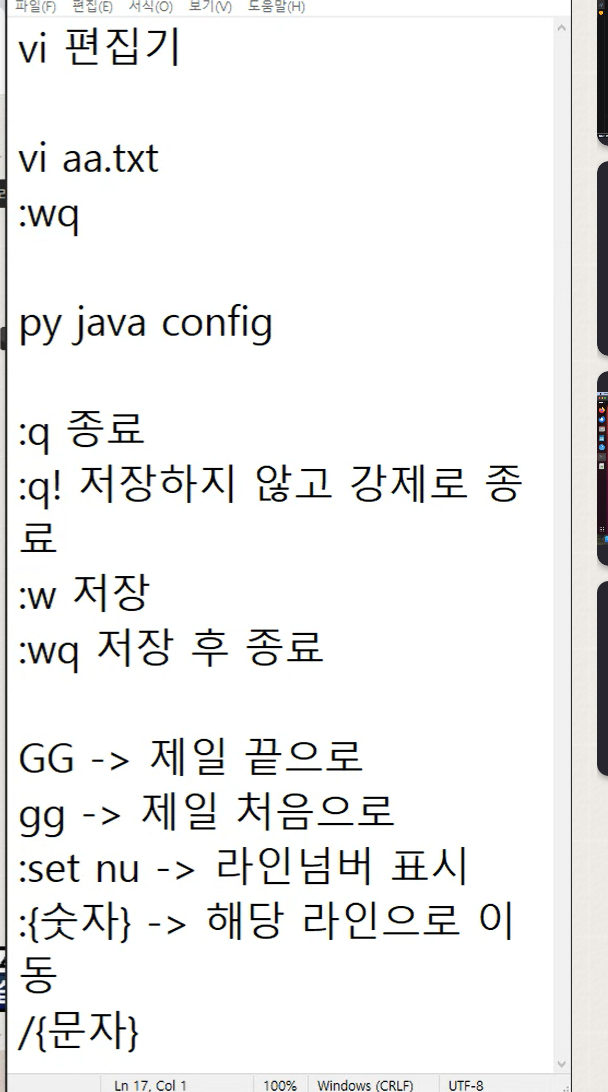 파일(F) 편집(E) 서식(O) 보기(V) 도움말(H)
vi 편집기
vi aa.txt
:wq
py java config
:q 종료
:q! 저장하지 않고 강제로 종
료
:w 저장
:wq 저장 후 종료
GG -> 제일 끝으로
gg -> 제일 처음으로
:set nu -> 라인넘버 표시
:{숫자} -> 해당 라인으로 이
동
/{문자}
Ln 17, Col 1 100% Windows (CRLF) UTF-8